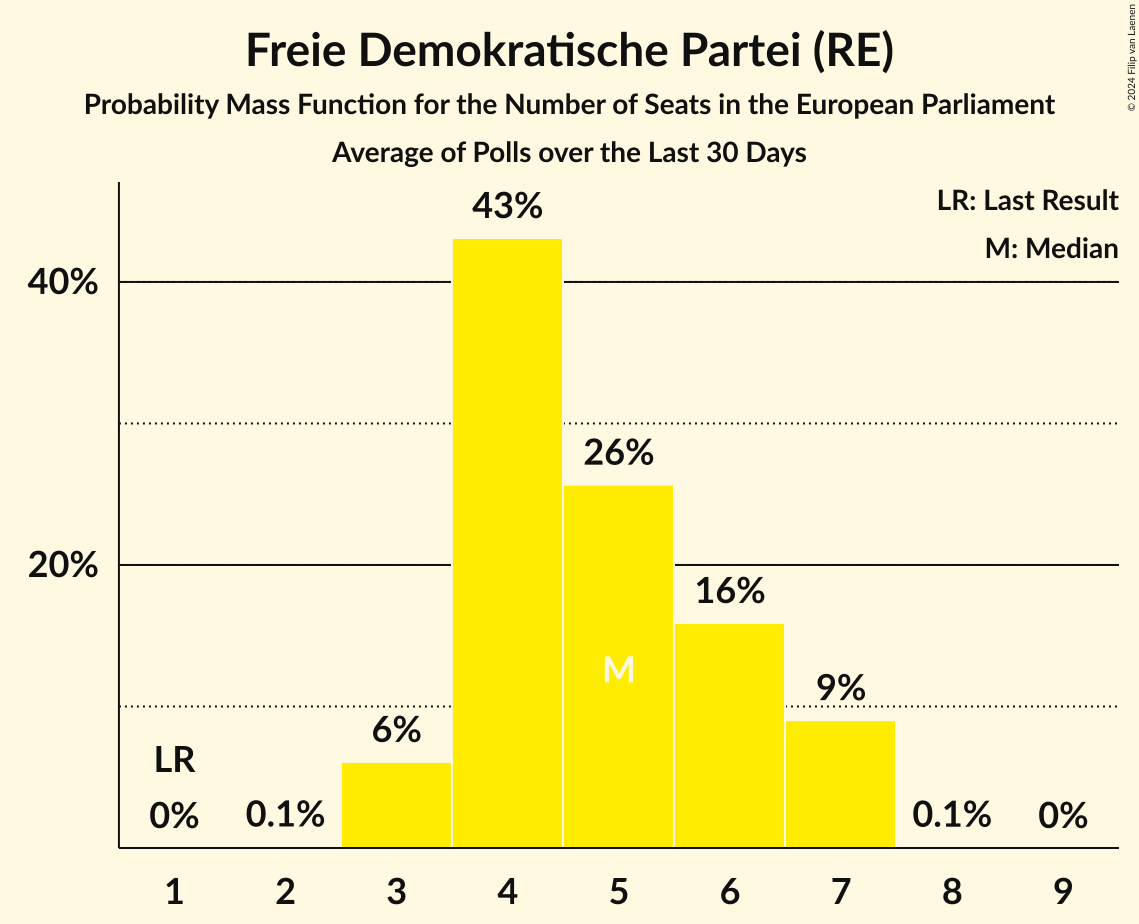 Freie Demokratische Partei (RE)
Probability Mass Function for the Number of Seats in the European Parliament
Average of Polls over the Last 30 Days
© 2024 Filip van Laenen
LR: Last Result
M: Median
43%
40%
26%
20%
16%
M
9%
6%
LR
0%
0.1%
0.1%
0%
1 2 3 4 5 6 7 8 9